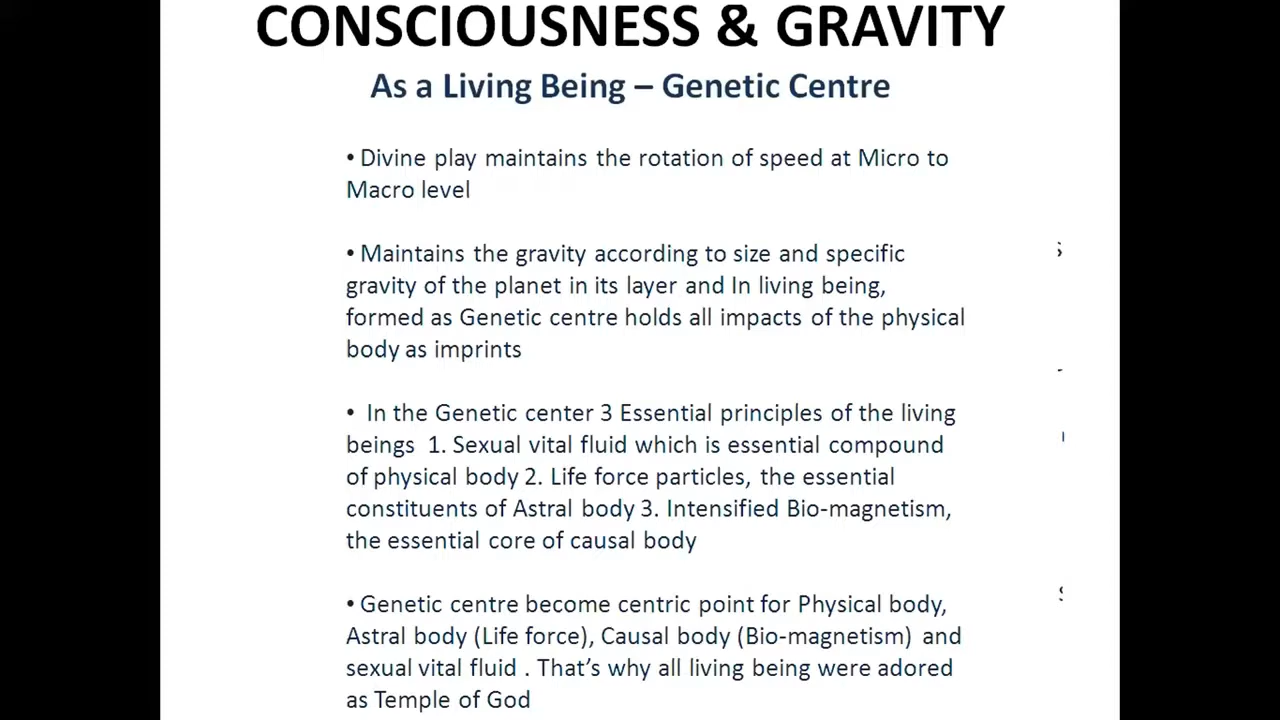 CONSCIOUSNESS & GRAVITY
As a Living Being – Genetic Centre
• Divine play maintains the rotation of speed at Micro to
Macro level
• Maintains the gravity according to size and specific
gravity of the planet in its layer and In living being,
formed as Genetic centre holds all impacts of the physical
body as imprints
• In the Genetic center 3 Essential principles of the living
beings 1. Sexual vital fluid which is essential compound
of physical body 2. Life force particles, the essential
constituents of Astral body 3. Intensified Bio-magnetism,
the essential core of causal body
• Genetic centre become centric point for Physical body,
Astral body (Life force), Causal body (Bio-magnetism) and
sexual vital fluid . That’s why all living being were adored
as Temple of God